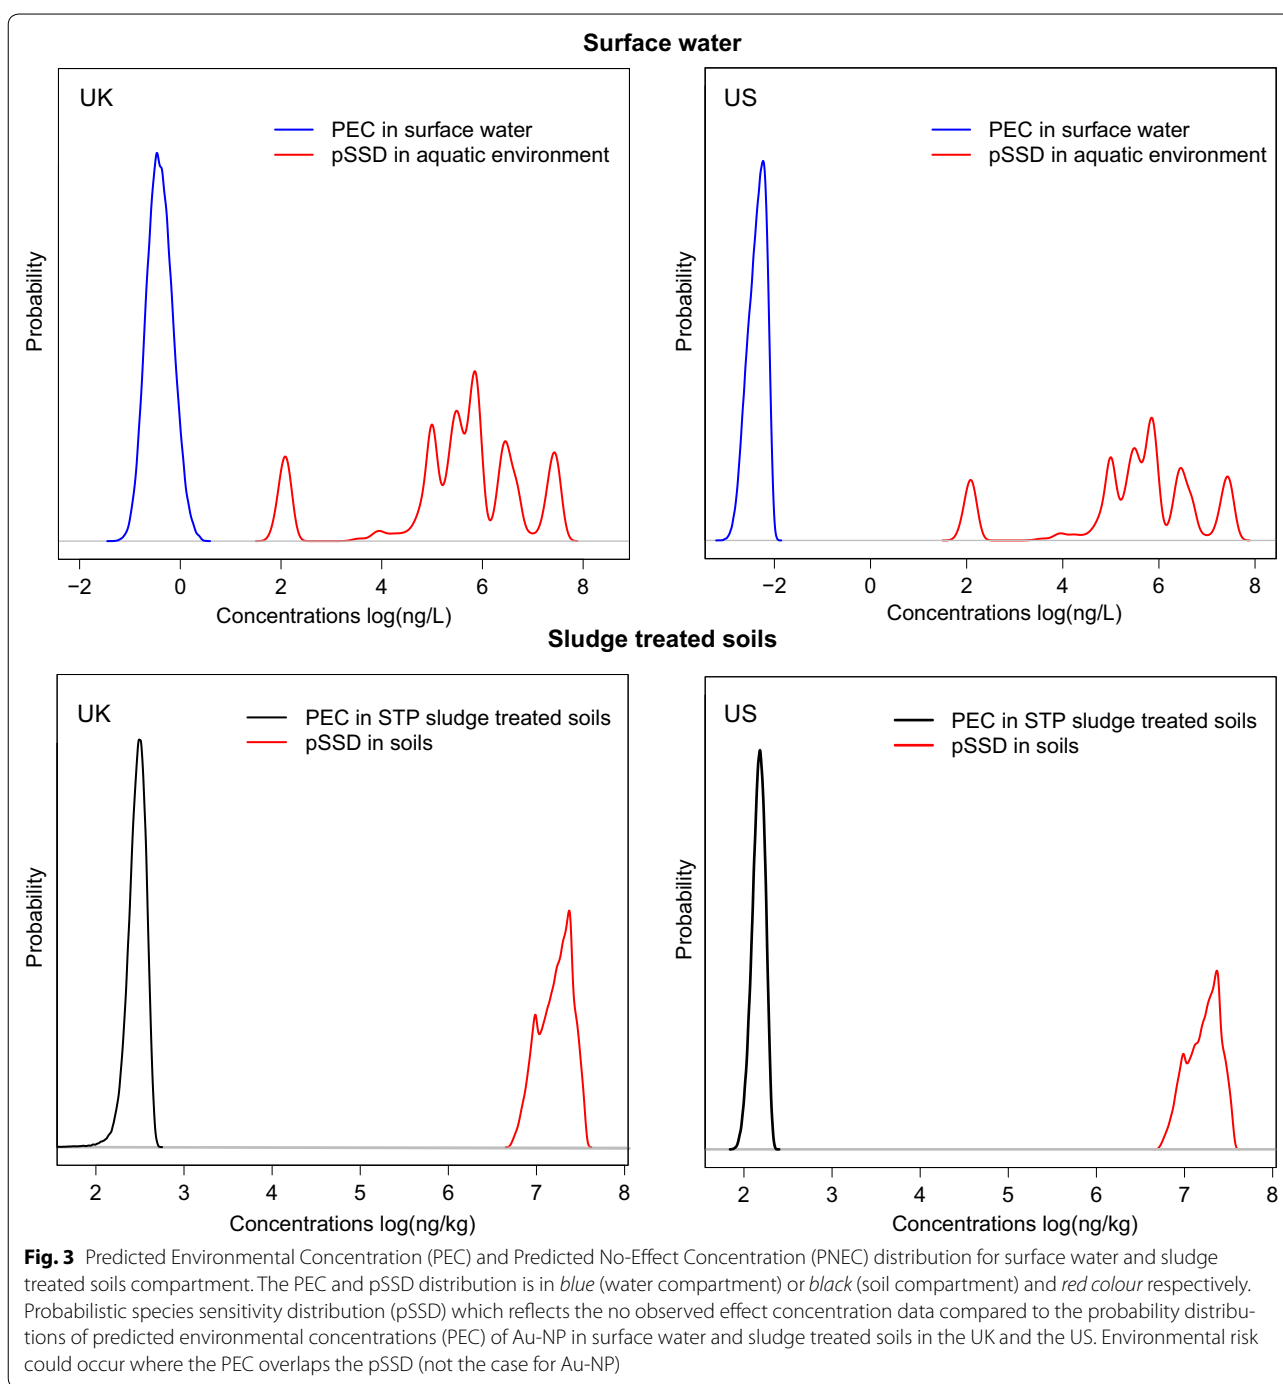 Surface water
UK
PEC in surface water
pSSD in aquatic environment
Probability
−2 0 2 4 6 8
Concentrations log(ng/L)
US
PEC in surface water
pSSD in aquatic environment
Probability
−2 0 2 4 6 8
Concentrations log(ng/L)
Sludge treated soils
UK
PEC in STP sludge treated soils
pSSD in soils
Probability
2 3 4 5 6 7 8
Concentrations log(ng/kg)
US
PEC in STP sludge treated soils
pSSD in soils
Probability
2 3 4 5 6 7 8
Concentrations log(ng/kg)
Fig. 3 Predicted Environmental Concentration (PEC) and Predicted No-Effect Concentration (PNEC) distribution for surface water and sludge
treated soils compartment. The PEC and pSSD distribution is in blue (water compartment) or black (soil compartment) and red colour respectively.
Probabilistic species sensitivity distribution (pSSD) which reflects the no observed effect concentration data compared to the probability distribu-
tions of predicted environmental concentrations (PEC) of Au-NP in surface water and sludge treated soils in the UK and the US. Environmental risk
could occur where the PEC overlaps the pSSD (not the case for Au-NP)